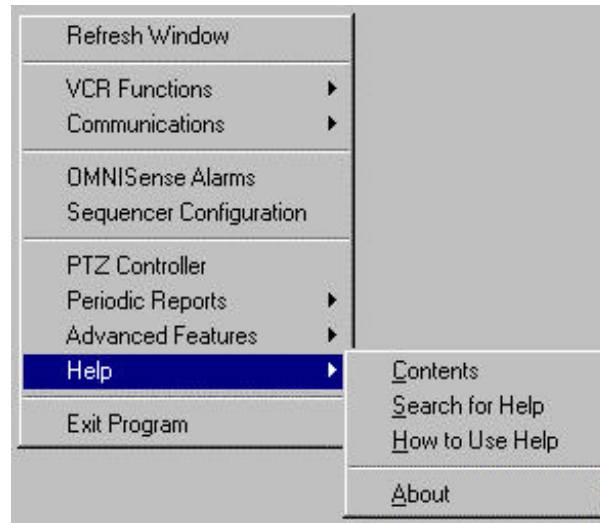 Refresh Window
VCR Functions
Communications
OMNISense Alarms
Sequencer Configuration
PTZ Controller
Periodic Reports
Advanced Features
Help
Exit Program
Contents
Search for Help
How to Use Help
About